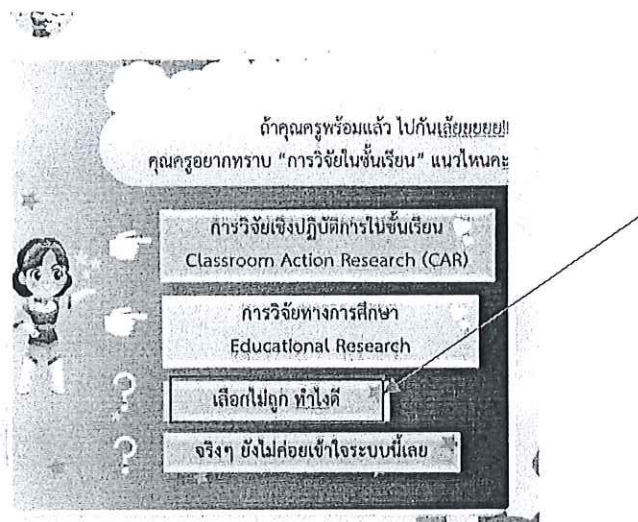 ถ้าคุณครูพร้อมแล้ว ไปกันเล้ยยยยย!!
คุณครูอยากทราบ "การวิจัยในชั้นเรียน" แนวไหนคะ
การวิจัยเชิงปฏิบัติการในชั้นเรียน
Classroom Action Research (CAR)
การวิจัยทางการศึกษา
Educational Research
? เลือกไม่ถูก ทำไงดี
? จริงๆ ยังไม่ค่อยเข้าใจระบบนี้เลย